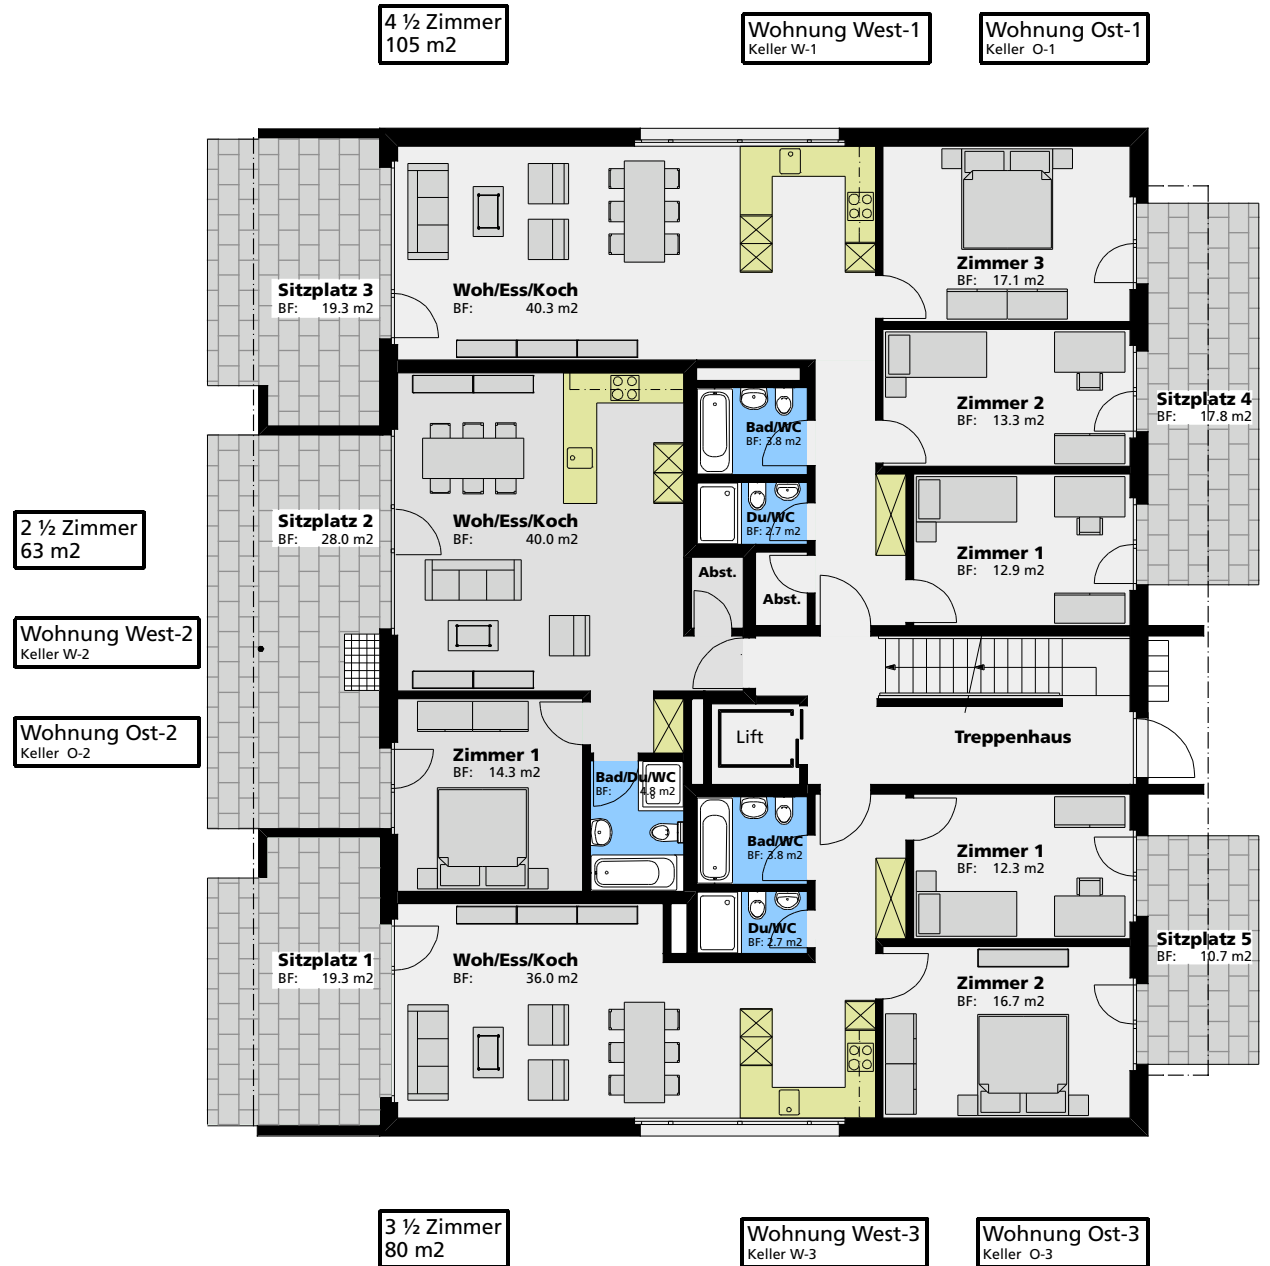 4 ½ Zimmer
105 m2
Wohnung West-1
Keller W-1
Wohnung Ost-1
Keller O-1
Sitzplatz 3
BF: 19.3 m2
Woh/Ess/Koch
BF: 40.3 m2
Zimmer 3
BF: 17.1 m2
Zimmer 2
BF: 13.3 m2
Sitzplatz 4
BF: 17.8 m2
Bad/WC
BF: 3.8 m2
2 ½ Zimmer
63 m2
Sitzplatz 2
BF: 28.0 m2
Woh/Ess/Koch
BF: 40.0 m2
Du/WC
BF: 2.7 m2
Zimmer 1
BF: 12.9 m2
Abst.
Abst.
Wohnung West-2
Keller W-2
Wohnung Ost-2
Keller O-2
Zimmer 1
BF: 14.3 m2
Bad/Du/WC
BF: 4.8 m2
Lift
Treppenhaus
Bad/WC
BF: 3.8 m2
Zimmer 1
BF: 12.3 m2
Du/WC
BF: 2.7 m2
Sitzplatz 5
BF: 10.7 m2
Sitzplatz 1
BF: 19.3 m2
Woh/Ess/Koch
BF: 36.0 m2
Zimmer 2
BF: 16.7 m2
3 ½ Zimmer
80 m2
Wohnung West-3
Keller W-3
Wohnung Ost-3
Keller O-3